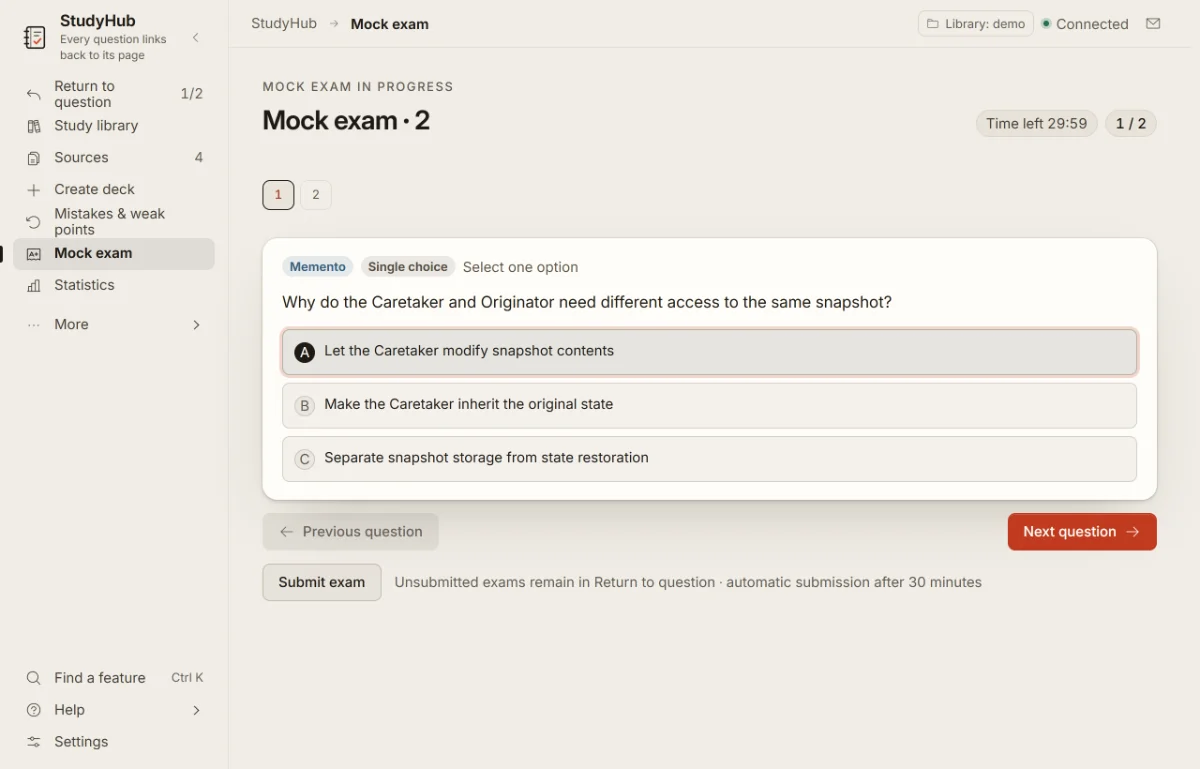 StudyHub
Every question links
back to its page
Return to
question
1/2
Study library
Sources
4
Create deck
Mistakes & weak
points
Mock exam
Statistics
More
Find a feature
Ctrl K
Help
Settings
StudyHub → Mock exam
Library: demo
Connected
MOCK EXAM IN PROGRESS
Mock exam · 2
Time left 29:59
1 / 2
1
2
Memento
Single choice
Select one option
Why do the Caretaker and Originator need different access to the same snapshot?
A Let the Caretaker modify snapshot contents
B Make the Caretaker inherit the original state
C Separate snapshot storage from state restoration
← Previous question
Next question →
Submit exam
Unsubmitted exams remain in Return to question · automatic submission after 30 minutes